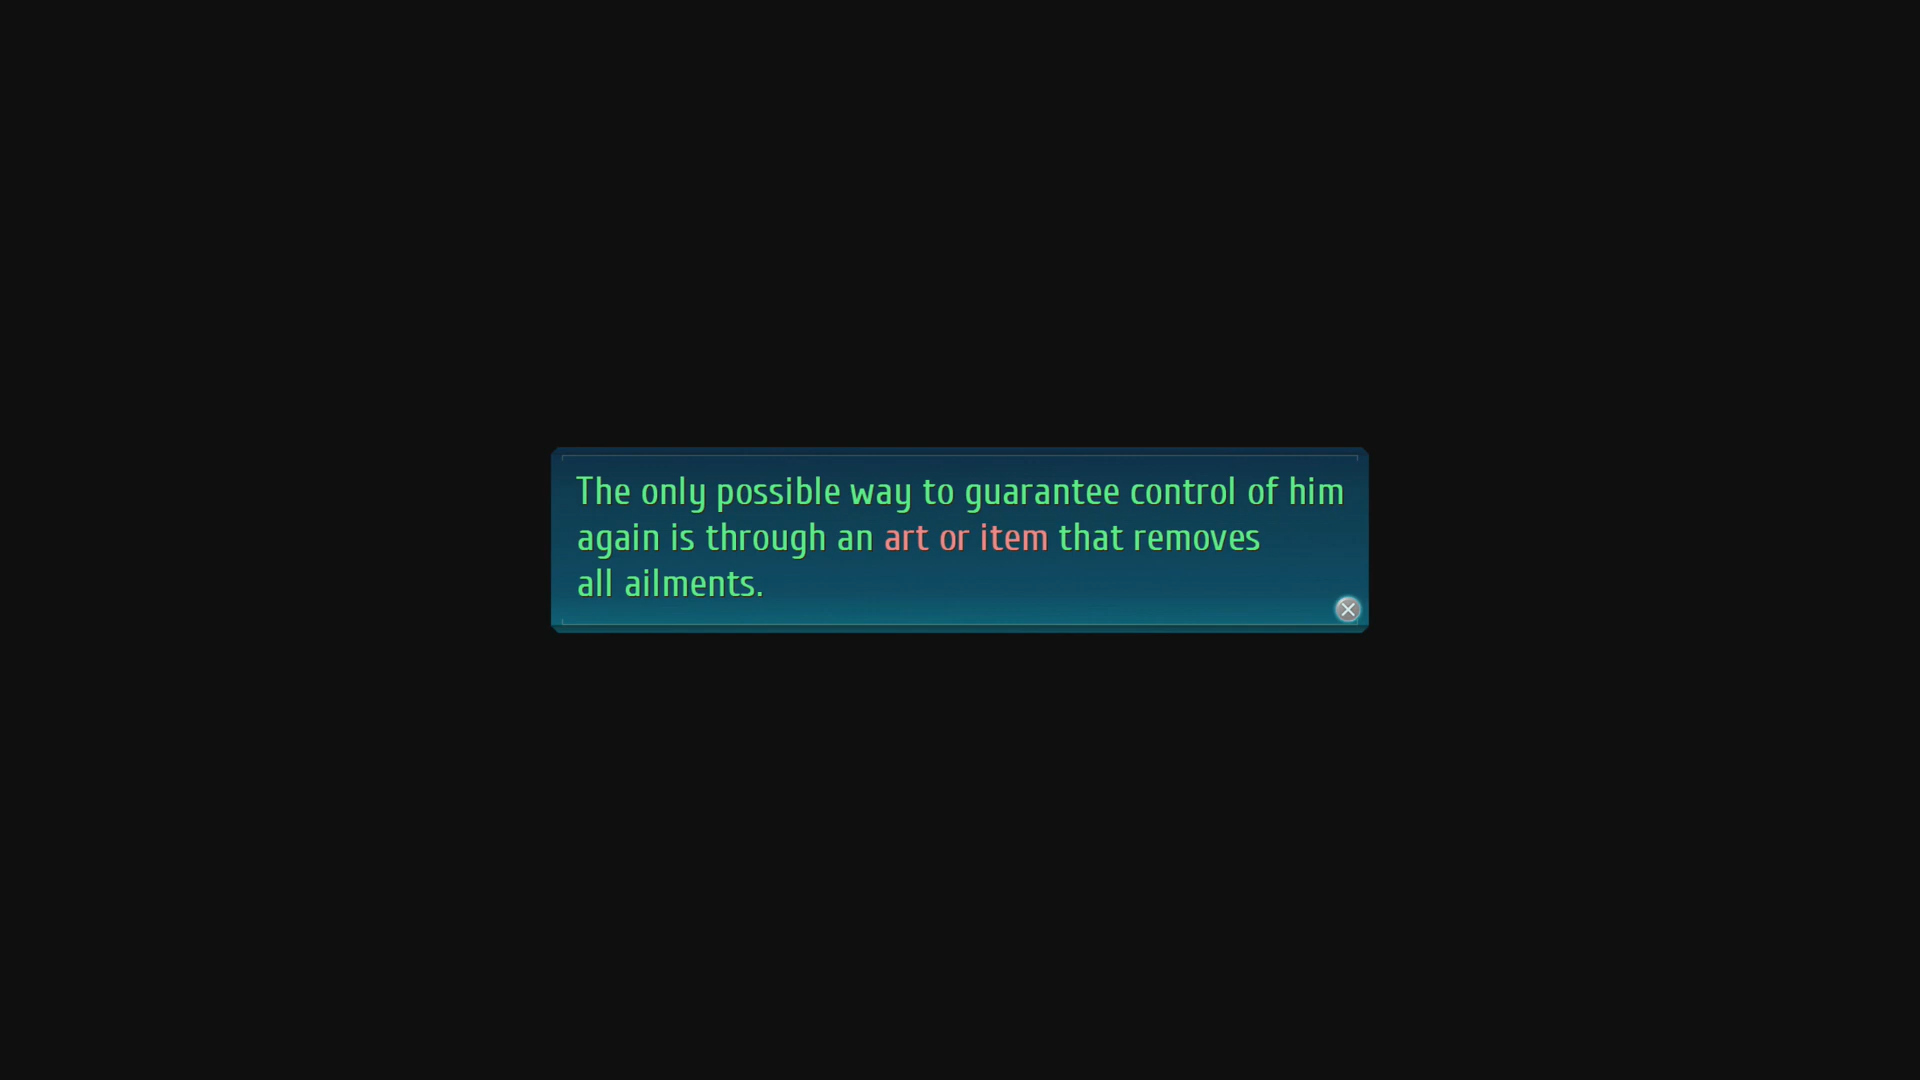 The only possible way to guarantee control of him
again is through an art or item that removes
all ailments.